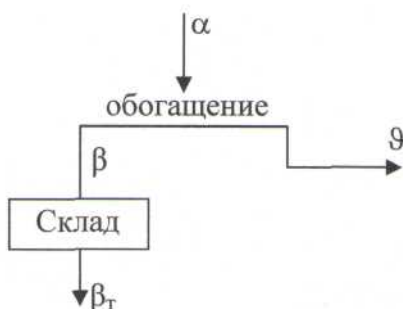 α
обогащение
β
ϑ
Склад
βт